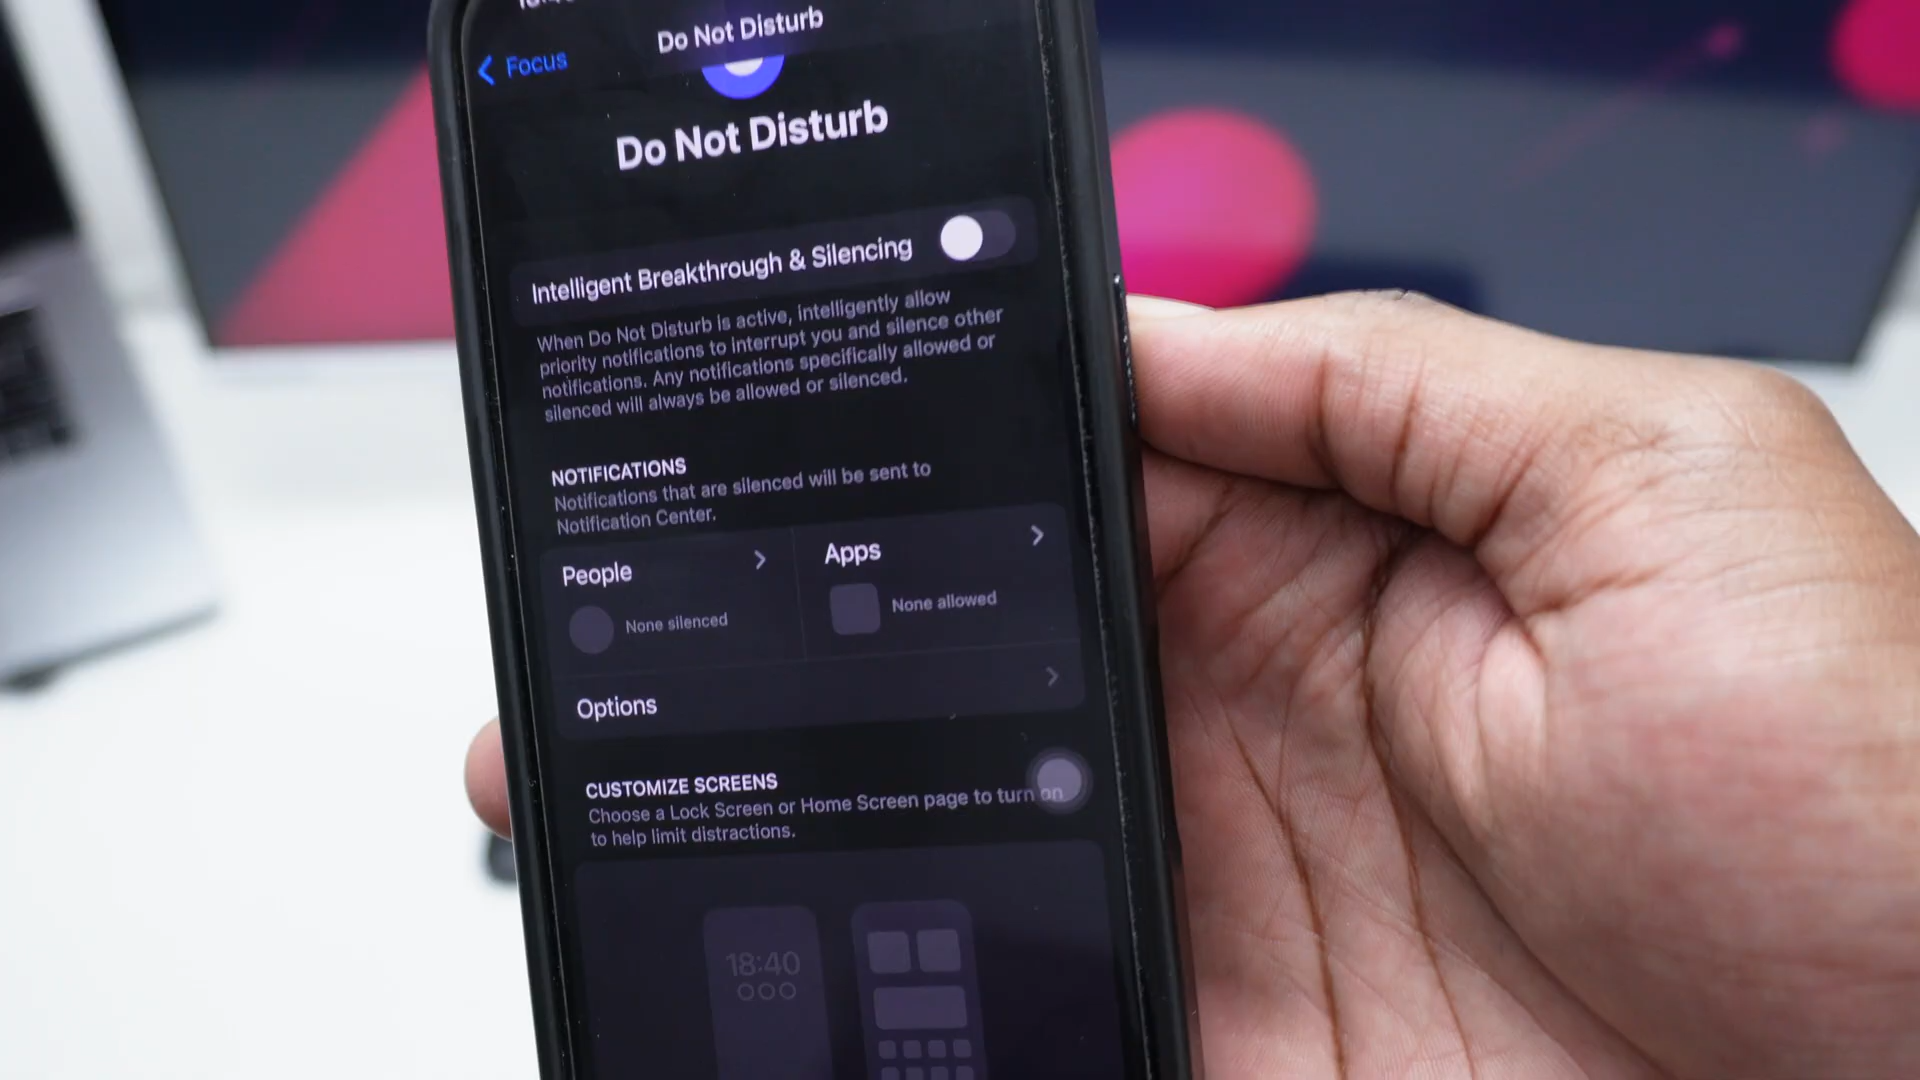 Do Not Disturb
Focus
Do Not Disturb
Intelligent Breakthrough & Silencing
When Do Not Disturb is active, intelligently allow
priority notifications to interrupt you and silence other
notifications. Any notifications specifically allowed or
silenced will always be allowed or silenced.
NOTIFICATIONS
Notifications that are silenced will be sent to
Notification Center.
People
None silenced
Apps
None allowed
Options
CUSTOMIZE SCREENS
Choose a Lock Screen or Home Screen page to turn on
to help limit distractions.
18:40